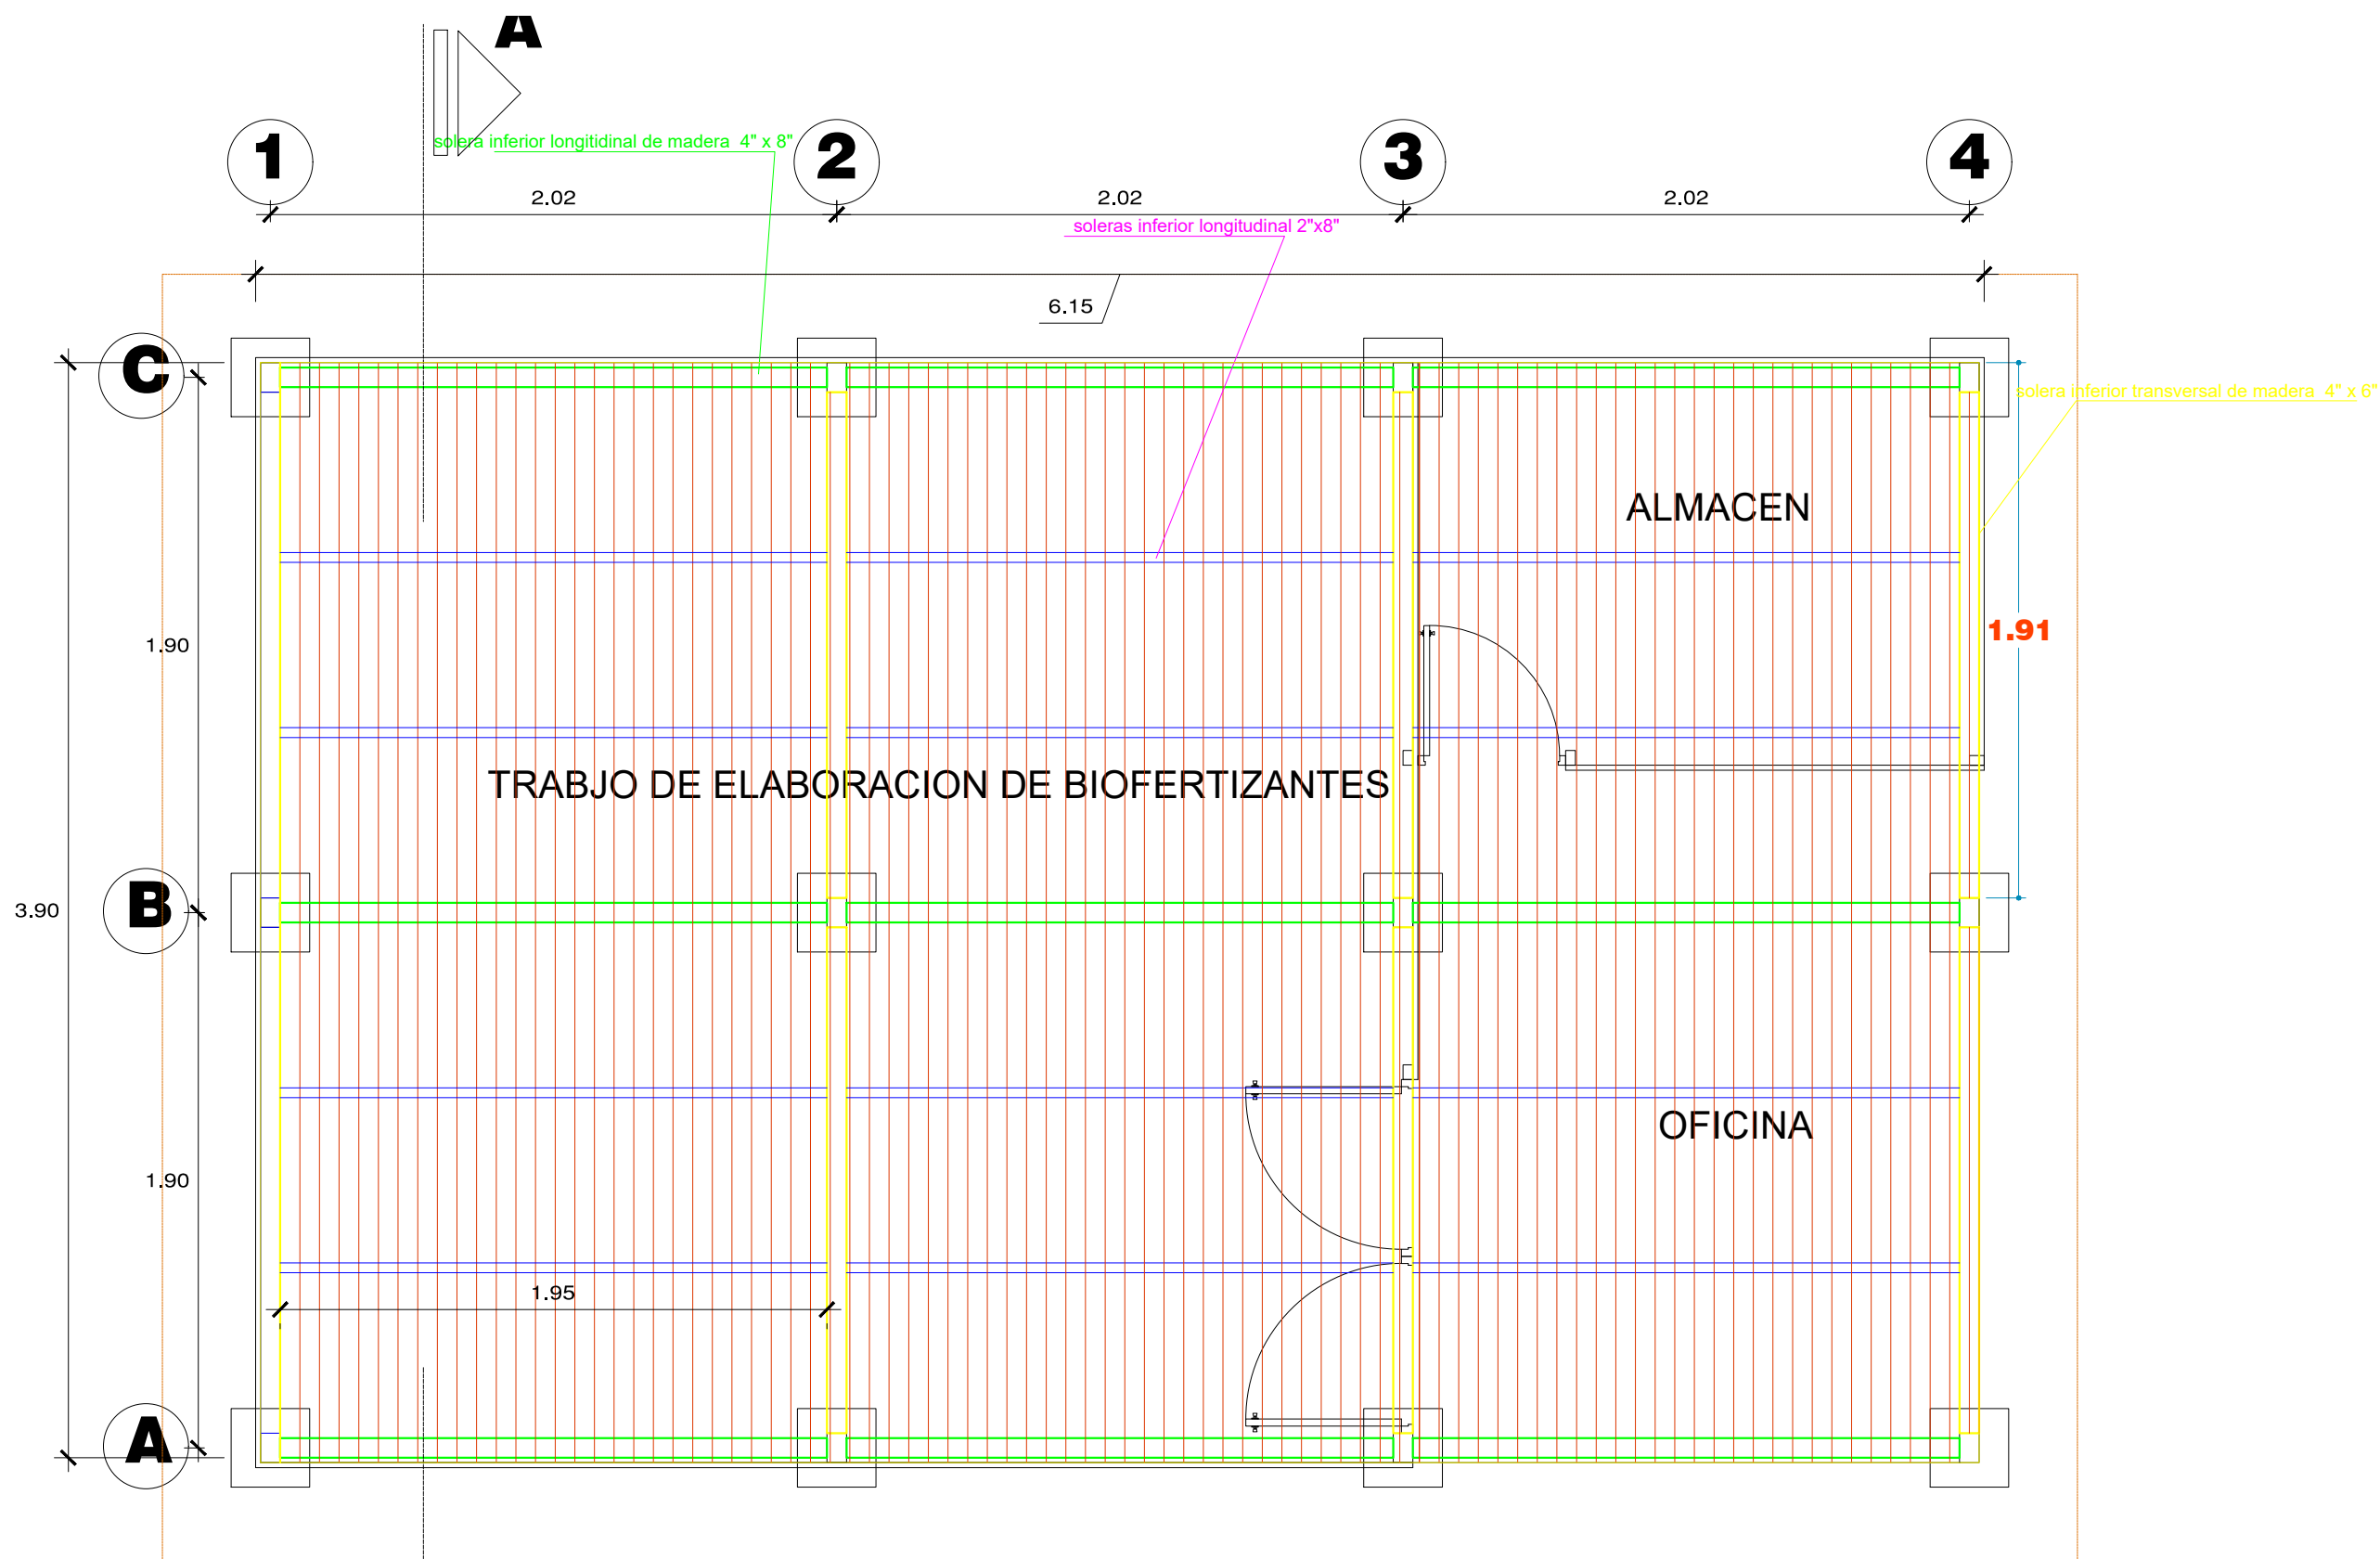 A
solera inferior longitidinal de madera 4" x 8"
1
2
3
4
2.02
2.02
2.02
soleras inferior longitudinal 2"x8"
6.15
C
solera inferior transversal de madera 4" x 6"
ALMACEN
1.91
1.90
TRABJO DE ELABORACION DE BIOFERTIZANTES
B
3.90
OFICINA
1.90
1.95
A